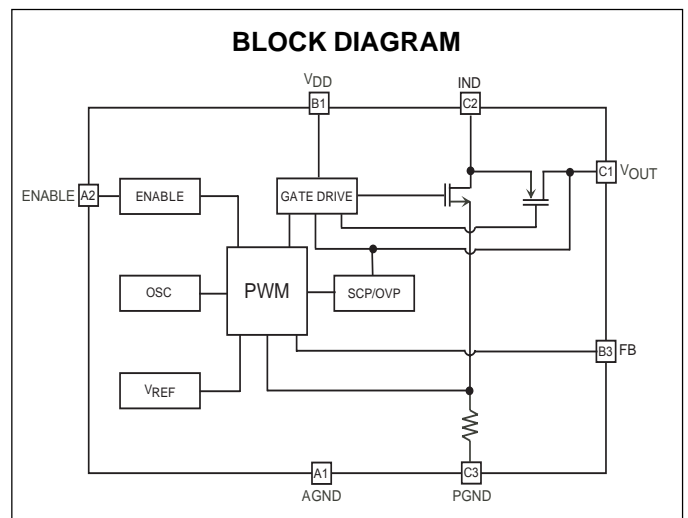 BLOCK DIAGRAM
VDD
IND
B1
C2
ENABLE
A2
ENABLE
GATE DRIVE
C1
VOUT
OSC
PWM
SCP/OVP
B3
FB
VREF
A1
C3
AGND
PGND